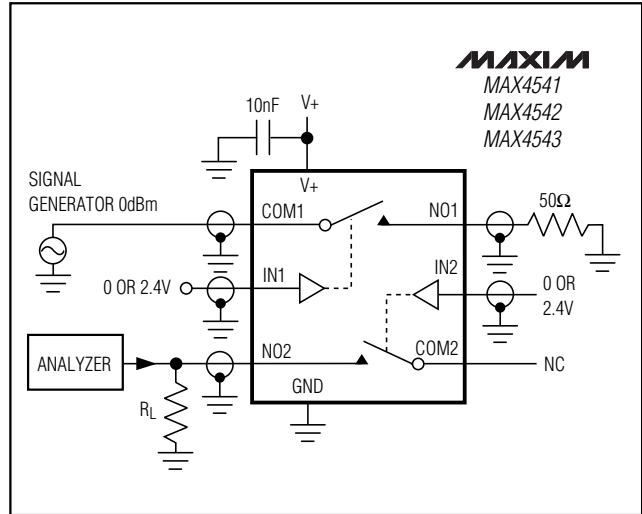 MAXIM
MAX4541
MAX4542
MAX4543
10nF
V+
V+
SIGNAL
GENERATOR 0dBm
COM1
NO1
50Ω
0 OR 2.4V
IN1
IN2
0 OR
2.4V
ANALYZER
NO2
COM2
NC
GND
RL